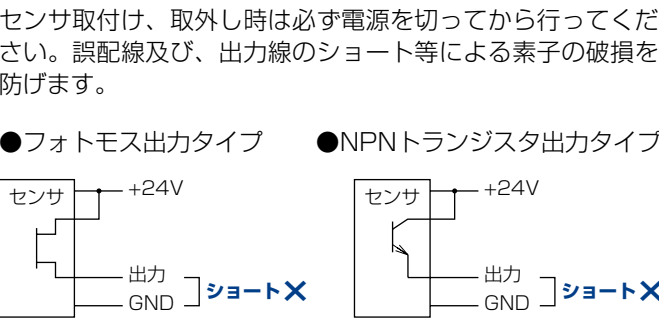 センサ取付け、取外し時は必ず電源を切ってから行ってくだ
さい。誤配線及び、出力線のショート等による素子の破損を
防げます。
●フォトモス出力タイプ
センサ
+24V
出力
GND
ショート×
●NPNトランジスタ出力タイプ
センサ
+24V
出力
GND
ショート×